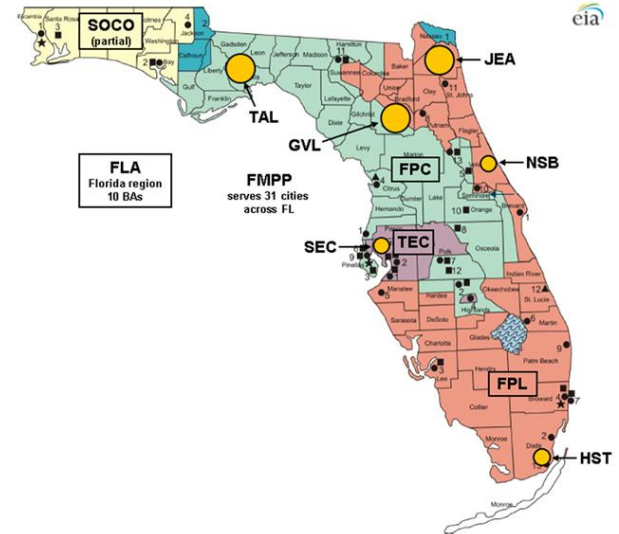 eia
SOCO
(partial)
Escambia
Santa Rosa
Holmes
Washington
Jackson
Calhoun
Bay
Gulf
Liberty
Gadsden
Leon
Franklin
Jefferson
Madison
Taylor
Hamilton
Suwannee
Columbia
Lafayette
Dixie
Gilchrist
Levy
Baker
Nassau
Union
Bradford
Clay
St. Johns
Putnam
Flagler
Marion
Citrus
Sumter
Lake
Hernando
Seminole
Orange
Brevard
Pasco
Pinellas
Polk
Osceola
Indian River
Manatee
Hardee
Highlands
Okeechobee
St. Lucie
Sarasota
DeSoto
Martin
Charlotte
Glades
Lee
Hendry
Palm Beach
Collier
Broward
Monroe
Dade
Monroe
JEA
TAL
GVL
FLA
Florida region
10 BAs
FMPP
serves 31 cities
across FL
FPC
NSB
SEC
TEC
FPL
HST